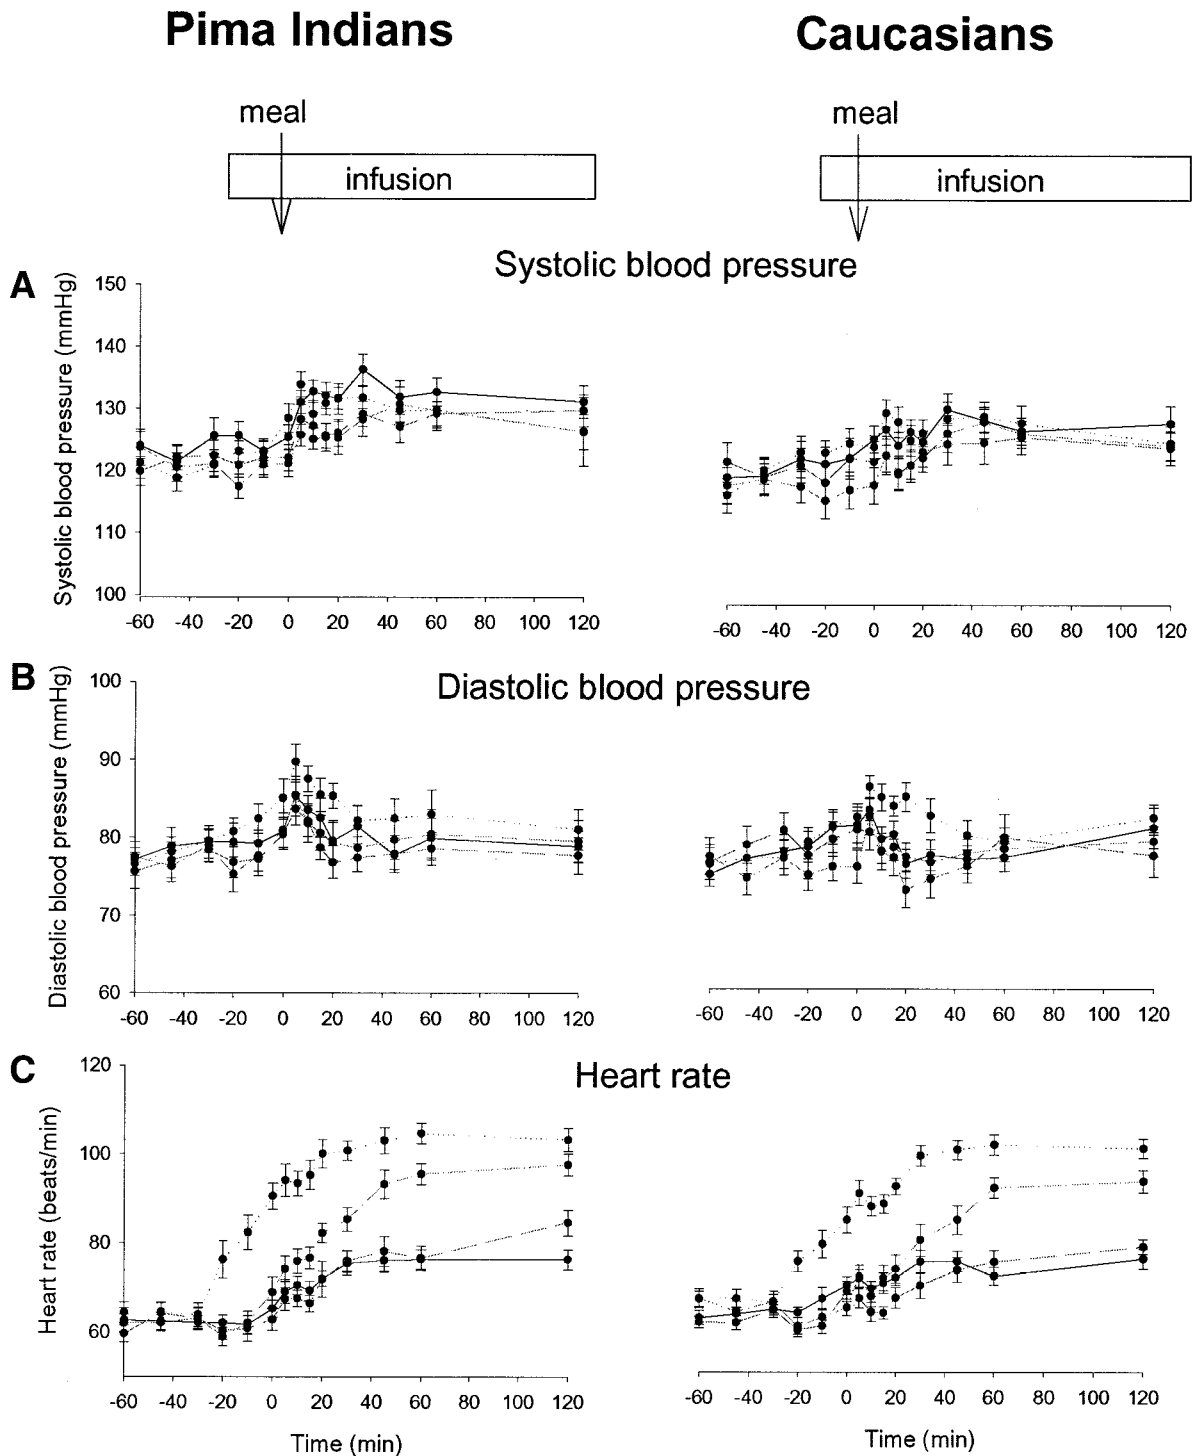 Pima Indians
Caucasians
meal
meal
infusion
infusion
A
Systolic blood pressure
Systolic blood pressure (mmHg)
150
140
130
120
110
100
-60 -40 -20 0 20 40 60 80 100 120
-60 -40 -20 0 20 40 60 80 100 120
B
Diastolic blood pressure
Diastolic blood pressure (mmHg)
100
90
80
70
60
-60 -40 -20 0 20 40 60 80 100 120
-60 -40 -20 0 20 40 60 80 100 120
C
Heart rate
Heart rate (beats/min)
120
100
80
60
-60 -40 -20 0 20 40 60 80 100 120
-60 -40 -20 0 20 40 60 80 100 120
Time (min)
Time (min)